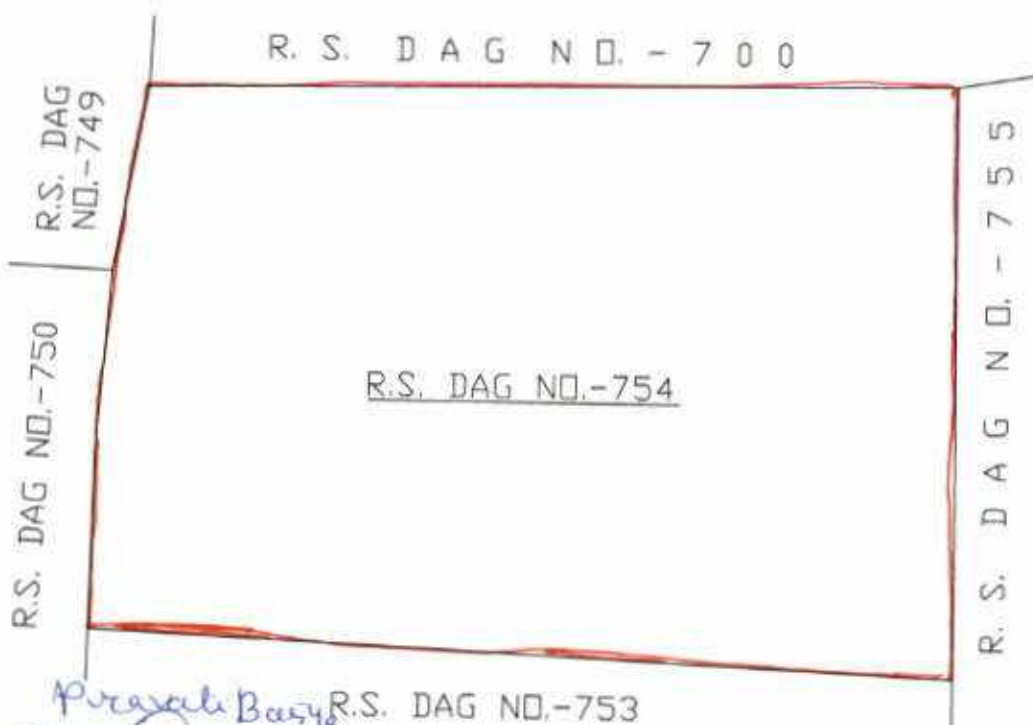 R. S. DAG NO. - 700
R.S. DAG
NO.-749
R. S. DAG NO. - 755
R.S. DAG NO.-750
R.S. DAG NO.-754
R.S. DAG NO.-753